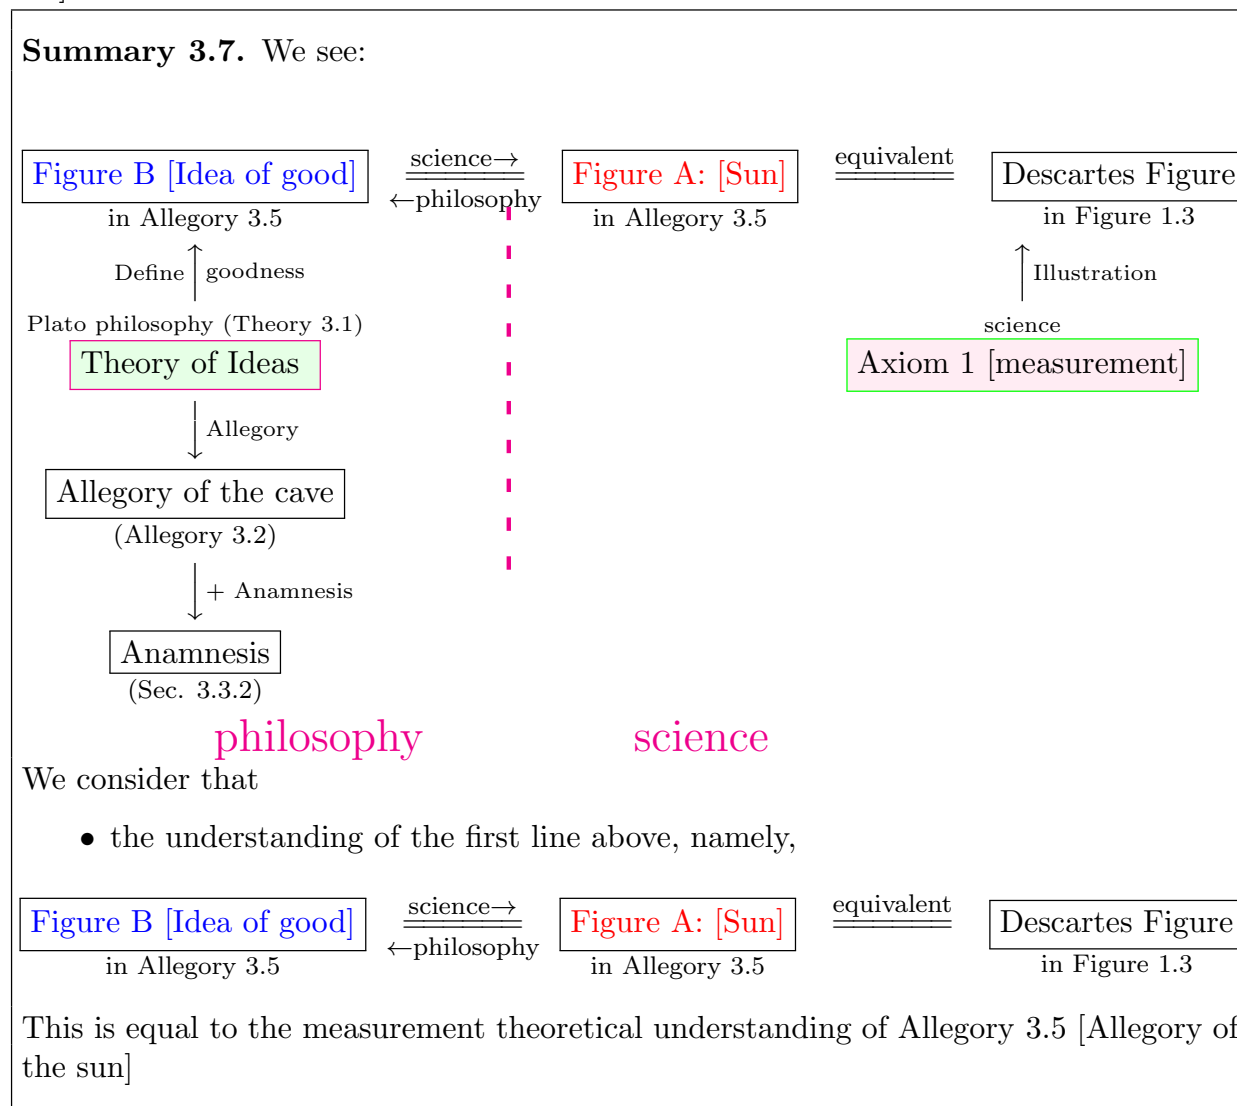 Summary 3.7. We see:
Figure B [Idea of good] science→ Figure A: [Sun] equivalent Descartes Figure
in Allegory 3.5 ←philosophy in Allegory 3.5 in Figure 1.3
Define goodness Illustration
Plato philosophy (Theory 3.1) science
Theory of Ideas Axiom 1 [measurement]
Allegory
Allegory of the cave
(Allegory 3.2)
+ Anamnesis
Anamnesis
(Sec. 3.3.2)
philosophy science
We consider that
• the understanding of the first line above, namely,
Figure B [Idea of good] science→ Figure A: [Sun] equivalent Descartes Figure
in Allegory 3.5 ←philosophy in Allegory 3.5 in Figure 1.3
This is equal to the measurement theoretical understanding of Allegory 3.5 [Allegory of
the sun]